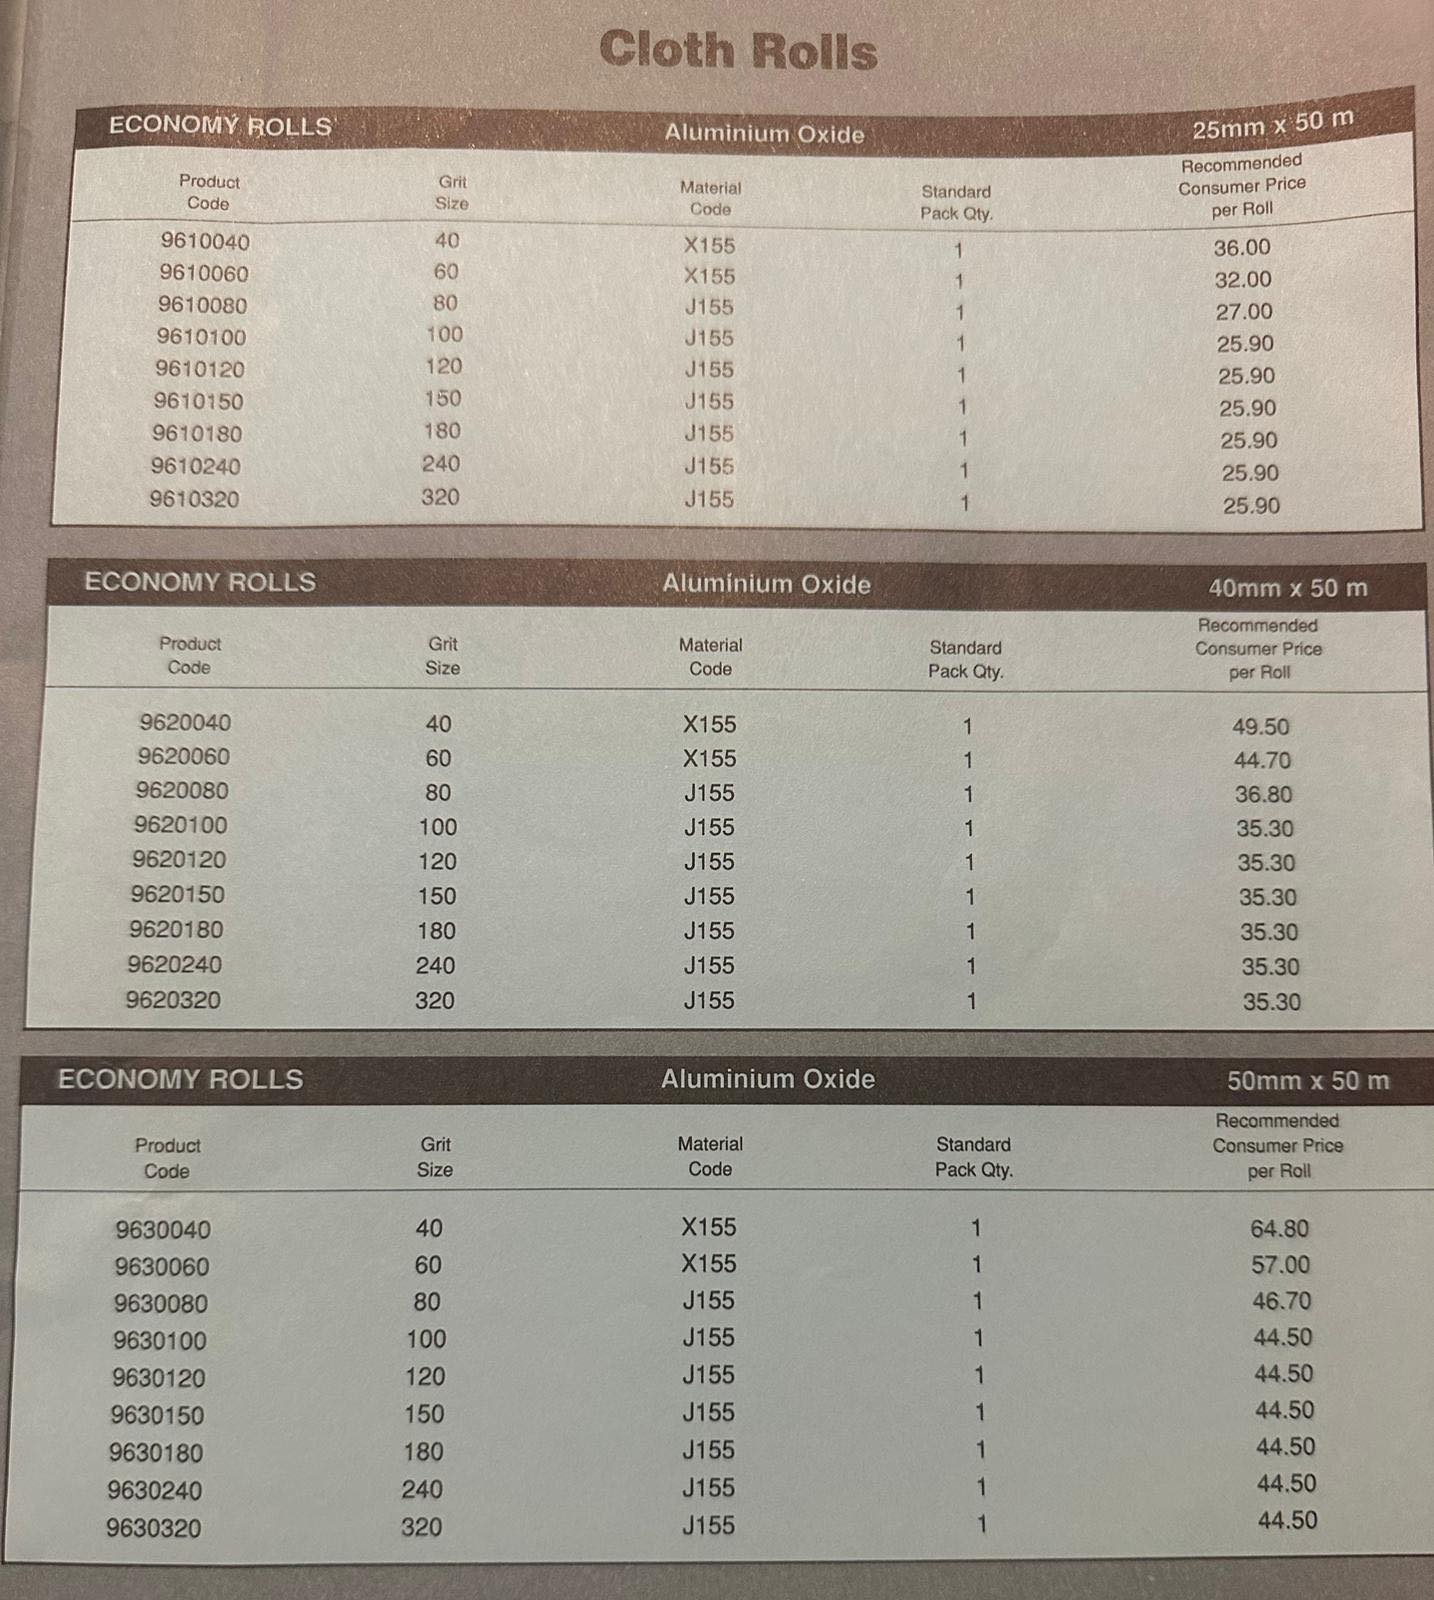 Cloth Rolls
ECONOMY ROLLS Aluminium Oxide 25mm x 50 m
Product Code Grit Size Material Code Standard Pack Qty. Recommended Consumer Price per Roll
9610040 40 X155 1 36.00
9610060 60 X155 1 32.00
9610080 80 J155 1 27.00
9610100 100 J155 1 25.90
9610120 120 J155 1 25.90
9610150 150 J155 1 25.90
9610180 180 J155 1 25.90
9610240 240 J155 1 25.90
9610320 320 J155 1 25.90
ECONOMY ROLLS Aluminium Oxide 40mm x 50 m
Product Code Grit Size Material Code Standard Pack Qty. Recommended Consumer Price per Roll
9620040 40 X155 1 49.50
9620060 60 X155 1 44.70
9620080 80 J155 1 36.80
9620100 100 J155 1 35.30
9620120 120 J155 1 35.30
9620150 150 J155 1 35.30
9620180 180 J155 1 35.30
9620240 240 J155 1 35.30
9620320 320 J155 1 35.30
ECONOMY ROLLS Aluminium Oxide 50mm x 50 m
Product Code Grit Size Material Code Standard Pack Qty. Recommended Consumer Price per Roll
9630040 40 X155 1 64.80
9630060 60 X155 1 57.00
9630080 80 J155 1 46.70
9630100 100 J155 1 44.50
9630120 120 J155 1 44.50
9630150 150 J155 1 44.50
9630180 180 J155 1 44.50
9630240 240 J155 1 44.50
9630320 320 J155 1 44.50